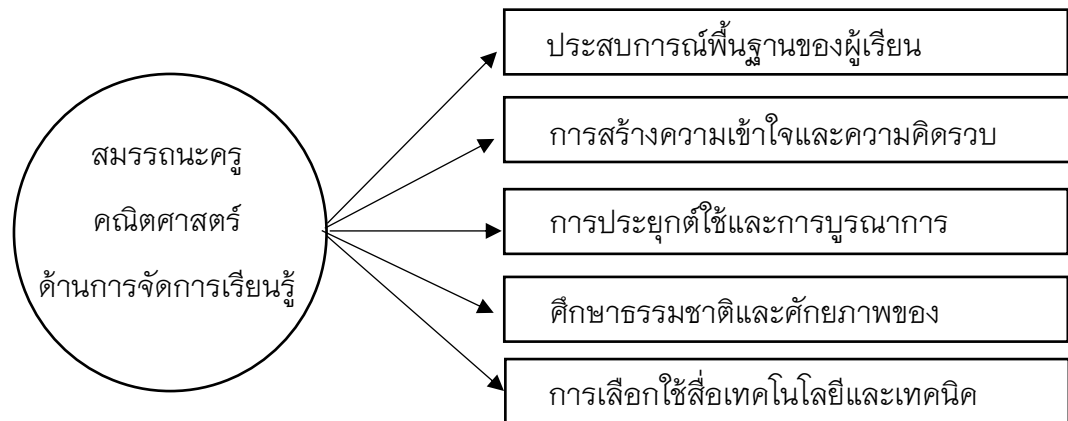 สมรรถนะครู
คณิตศาสตร์
ด้านการจัดการเรียนรู้
ประสบการณ์พื้นฐานของผู้เรียน
การสร้างความเข้าใจและความคิดรวบ
การประยุกต์ใช้และการบูรณาการ
ศึกษาธรรมชาติและศักยภาพของ
การเลือกใช้สื่อเทคโนโลยีและเทคนิค